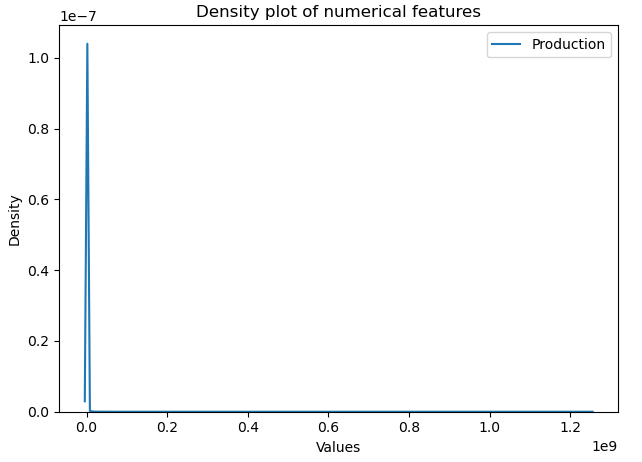 Density plot of numerical features
1e−7
Production
1.0
0.8
0.6
0.4
0.2
0.0
Density
0.0 0.2 0.4 0.6 0.8 1.0 1.2
1e9
Values